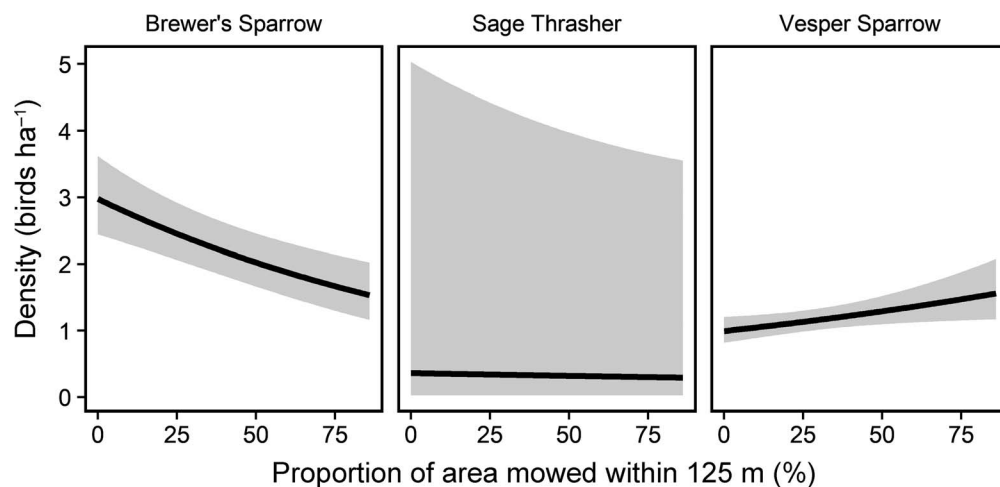 Brewer's Sparrow
Sage Thrasher
Vesper Sparrow
Density (birds ha⁻¹)
5
4
3
2
1
0
0 25 50 75
0 25 50 75
0 25 50 75
Proportion of area mowed within 125 m (%)